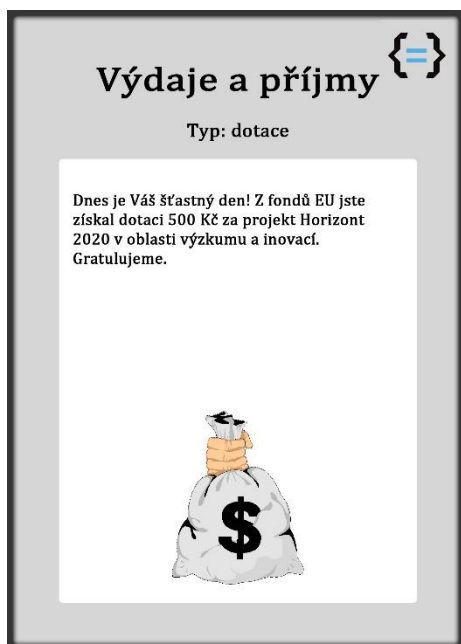 {=}
Výdaje a příjmy
Typ: dotace
Dnes je Váš šťastný den! Z fondů EU jste
získal dotaci 500 Kč za projekt Horizont
2020 v oblasti výzkumu a inovací.
Gratulujeme.
$